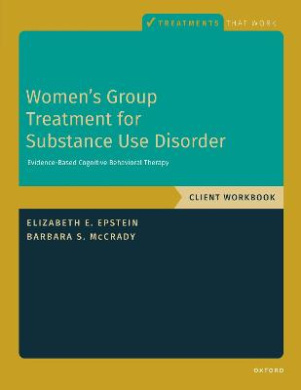 ✓ TREATMENTS THAT WORK
Women's Group
Treatment for
Substance Use Disorder
Evidence-Based Cognitive Behavioral Therapy
CLIENT WORKBOOK
ELIZABETH E. EPSTEIN
BARBARA S. McCRADY
OXFORD